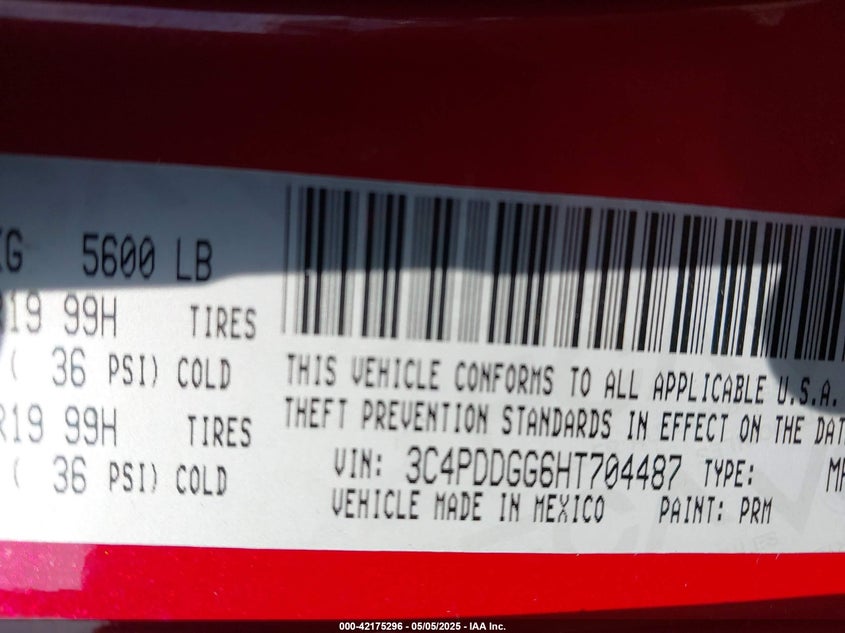 KG 5600 LB
R19 99H TIRES
( 36 PSI) COLD
R19 99H TIRES
( 36 PSI) COLD
THIS VEHICLE CONFORMS TO ALL APPLICABLE U.S.A.
THEFT PREVENTION STANDARDS IN EFFECT ON THE DAT
VIN: 3C4PDDGG6HT704487 TYPE: MP
VEHICLE MADE IN MEXICO PAINT: PRM
000-42175296 - 05/05/2025 - IAA Inc.